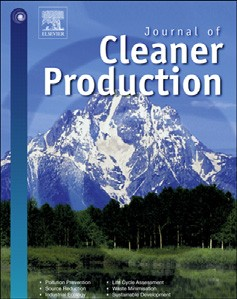 ELSEVIER
Journal of
Cleaner
Production
• Pollution Prevention
• Source Reduction
• Industrial Ecology
• Life Cycle Assessment
• Waste Minimisation
• Sustainable Development